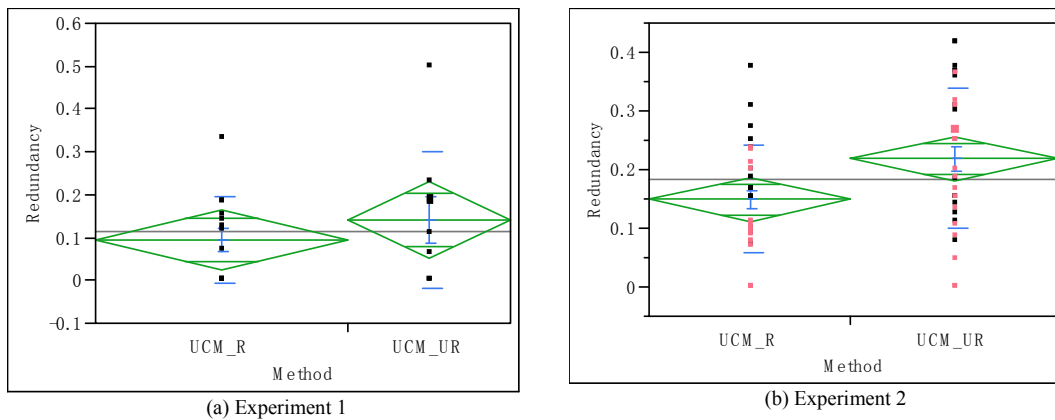 0.6
0.5
0.4
0.3
0.2
0.1
0
-0.1
Redundancy
UCM_R
UCM_UR
Method
(a) Experiment 1
0.4
0.3
0.2
0.1
0
Redundancy
UCM_R
UCM_UR
Method
(b) Experiment 2